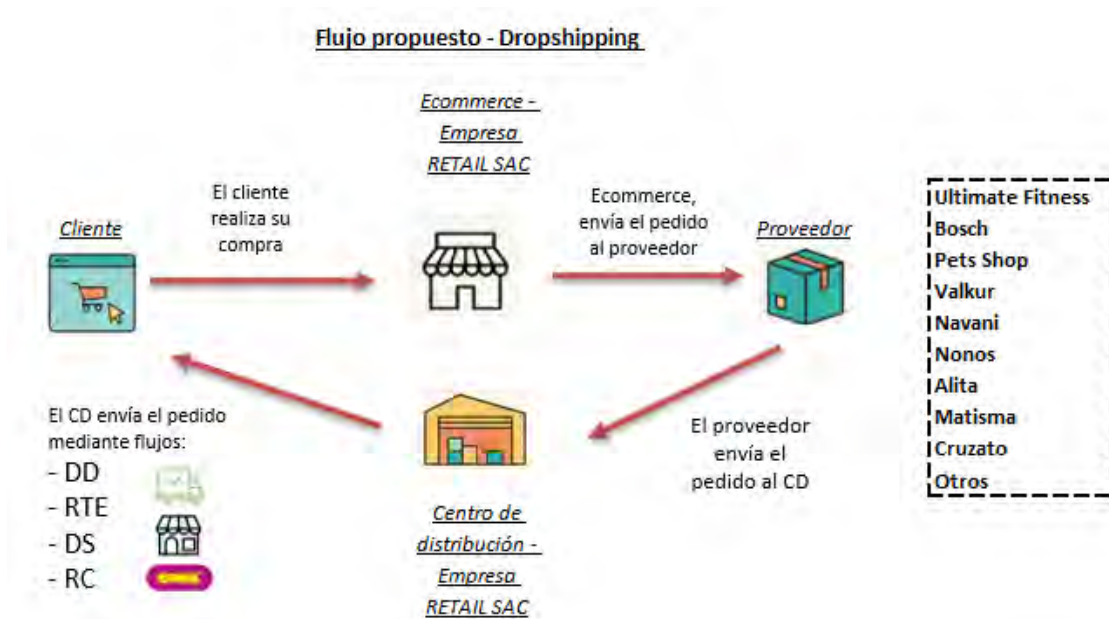 Flujo propuesto - Dropshipping
Ecommerce -
Empresa
RETAIL SAC
El cliente
realiza su
compra
Ecommerce,
envía el pedido
al proveedor
Cliente
Proveedor
Ultimate Fitness
Bosch
Pets Shop
Valkur
Navani
Nonos
Alita
Matisma
Cruzato
Otros
El CD envía el pedido
mediante flujos:
- DD
- RTE
- DS
- RC
El proveedor
envía el
pedido al CD
Centro de
distribución -
Empresa
RETAIL SAC